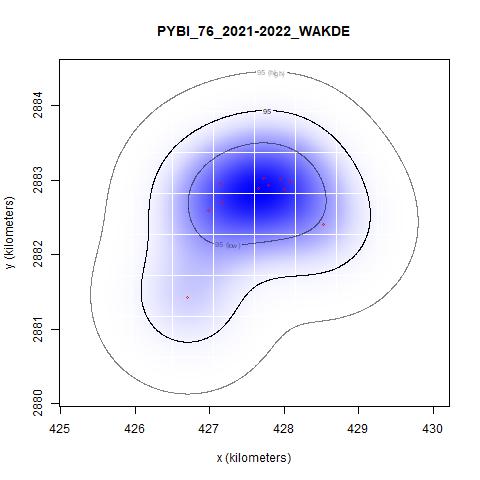 PYBI_76_2021-2022_WAKDE
95 (high)
95
95 (low)
2884
2883
2882
2881
2880
y (kilometers)
425 426 427 428 429 430
x (kilometers)